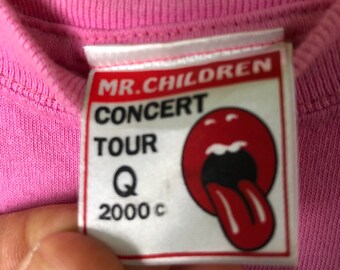 MR.CHILDREN
CONCERT
TOUR
Q
2000 c